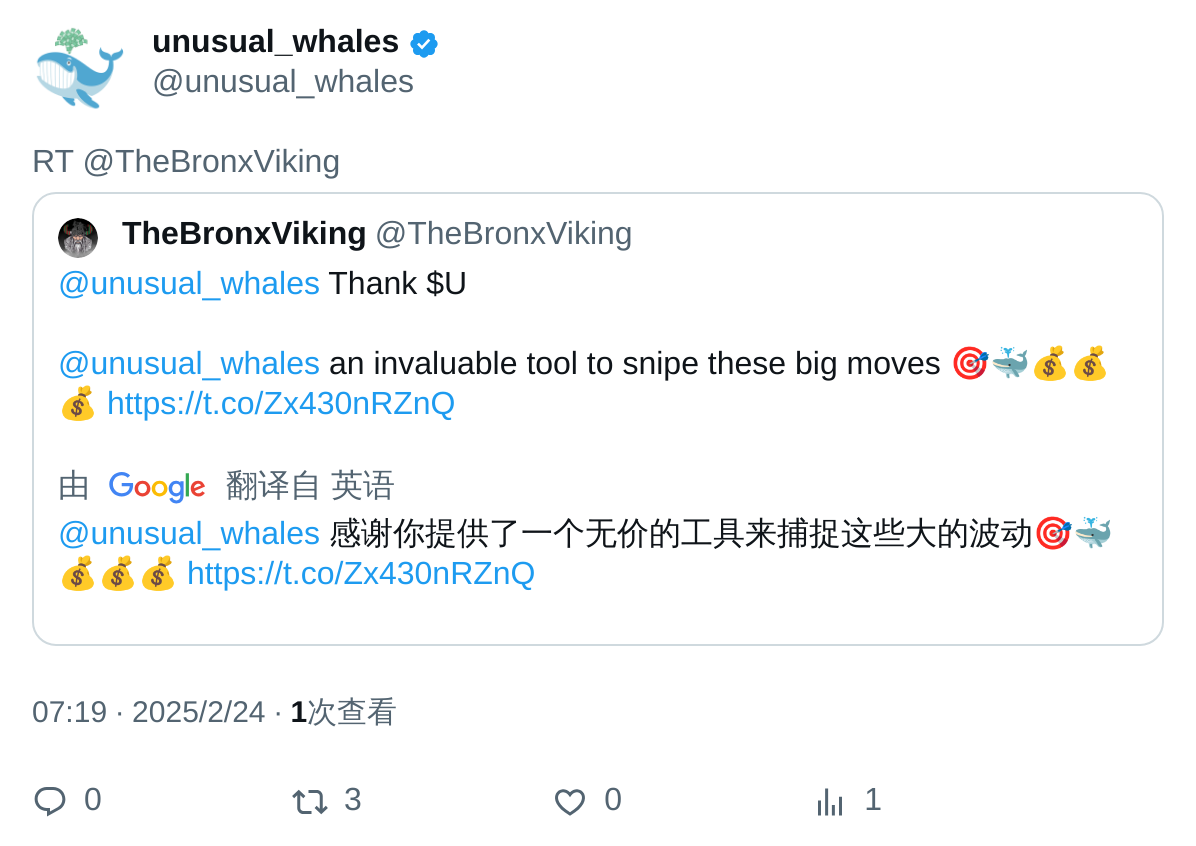 unusual_whales
@unusual_whales
RT @TheBronxViking
TheBronxViking @TheBronxViking
@unusual_whales Thank $U
@unusual_whales an invaluable tool to snipe these big moves 🎯🐳💰💰
💰 https://t.co/Zx430nRZnQ
由 Google 翻译自 英语
@unusual_whales 感谢你提供了一个无价的工具来捕捉这些大的波动🎯🐳
💰💰💰 https://t.co/Zx430nRZnQ
07:19 · 2025/2/24 · 1次查看
0 3 0 1